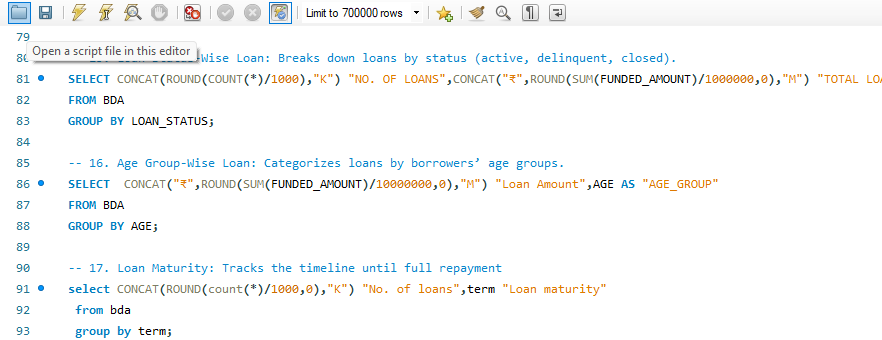 Limit to 700000 rows
79
Open a script file in this editor
80 -Wise Loan: Breaks down loans by status (active, delinquent, closed).
81 SELECT CONCAT(ROUND(COUNT(*)/1000),"K") "NO. OF LOANS",CONCAT("₹",ROUND(SUM(FUNDED_AMOUNT)/1000000,0),"M") "TOTAL LOA
82 FROM BDA
83 GROUP BY LOAN_STATUS;
84
85 -- 16. Age Group-Wise Loan: Categorizes loans by borrowers’ age groups.
86 SELECT  CONCAT("₹",ROUND(SUM(FUNDED_AMOUNT)/10000000,0),"M") "Loan Amount",AGE AS "AGE_GROUP"
87 FROM BDA
88 GROUP BY AGE;
89
90 -- 17. Loan Maturity: Tracks the timeline until full repayment
91 select CONCAT(ROUND(count(*)/1000,0),"K") "No. of loans",term "Loan maturity"
92 from bda
93 group by term;